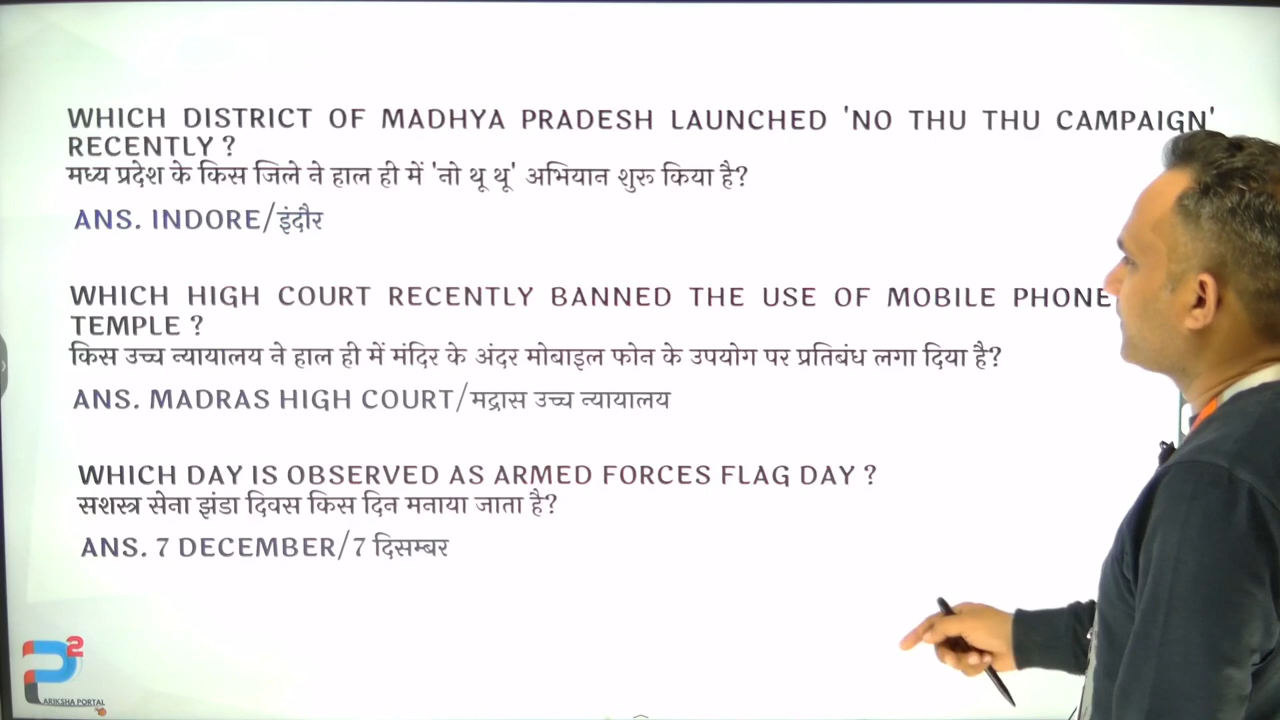 WHICH DISTRICT OF MADHYA PRADESH LAUNCHED 'NO THU THU CAMPAIGN'
RECENTLY ?
मध्य प्रदेश के किस जिले ने हाल ही में 'नो थू थू' अभियान शुरू किया है?
ANS. INDORE/इंदौर
WHICH HIGH COURT RECENTLY BANNED THE USE OF MOBILE PHONE
TEMPLE ?
किस उच्च न्यायालय ने हाल ही में मंदिर के अंदर मोबाइल फोन के उपयोग पर प्रतिबंध लगा दिया है?
ANS. MADRAS HIGH COURT/मद्रास उच्च न्यायालय
WHICH DAY IS OBSERVED AS ARMED FORCES FLAG DAY ?
सशस्त्र सेना झंडा दिवस किस दिन मनाया जाता है?
ANS. 7 DECEMBER/7 दिसम्बर
P2
ARIKSHA PORTAL